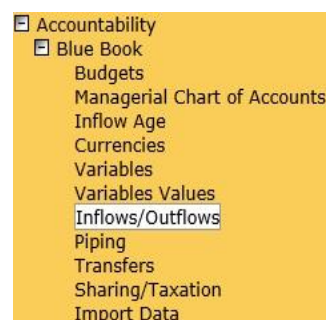 Accountability
Blue Book
Budgets
Managerial Chart of Accounts
Inflow Age
Currencies
Variables
Variables Values
Inflows/Outflows
Piping
Transfers
Sharing/Taxation
Import Data